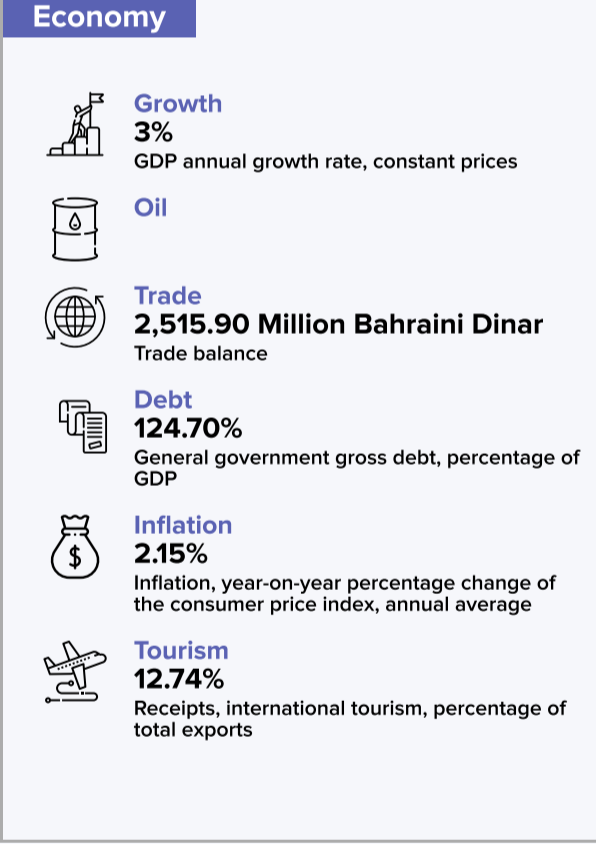 Economy
Growth
3%
GDP annual growth rate, constant prices
Oil
Trade
2,515.90 Million Bahraini Dinar
Trade balance
Debt
124.70%
General government gross debt, percentage of
GDP
$
Inflation
2.15%
Inflation, year-on-year percentage change of
the consumer price index, annual average
Tourism
12.74%
Receipts, international tourism, percentage of
total exports